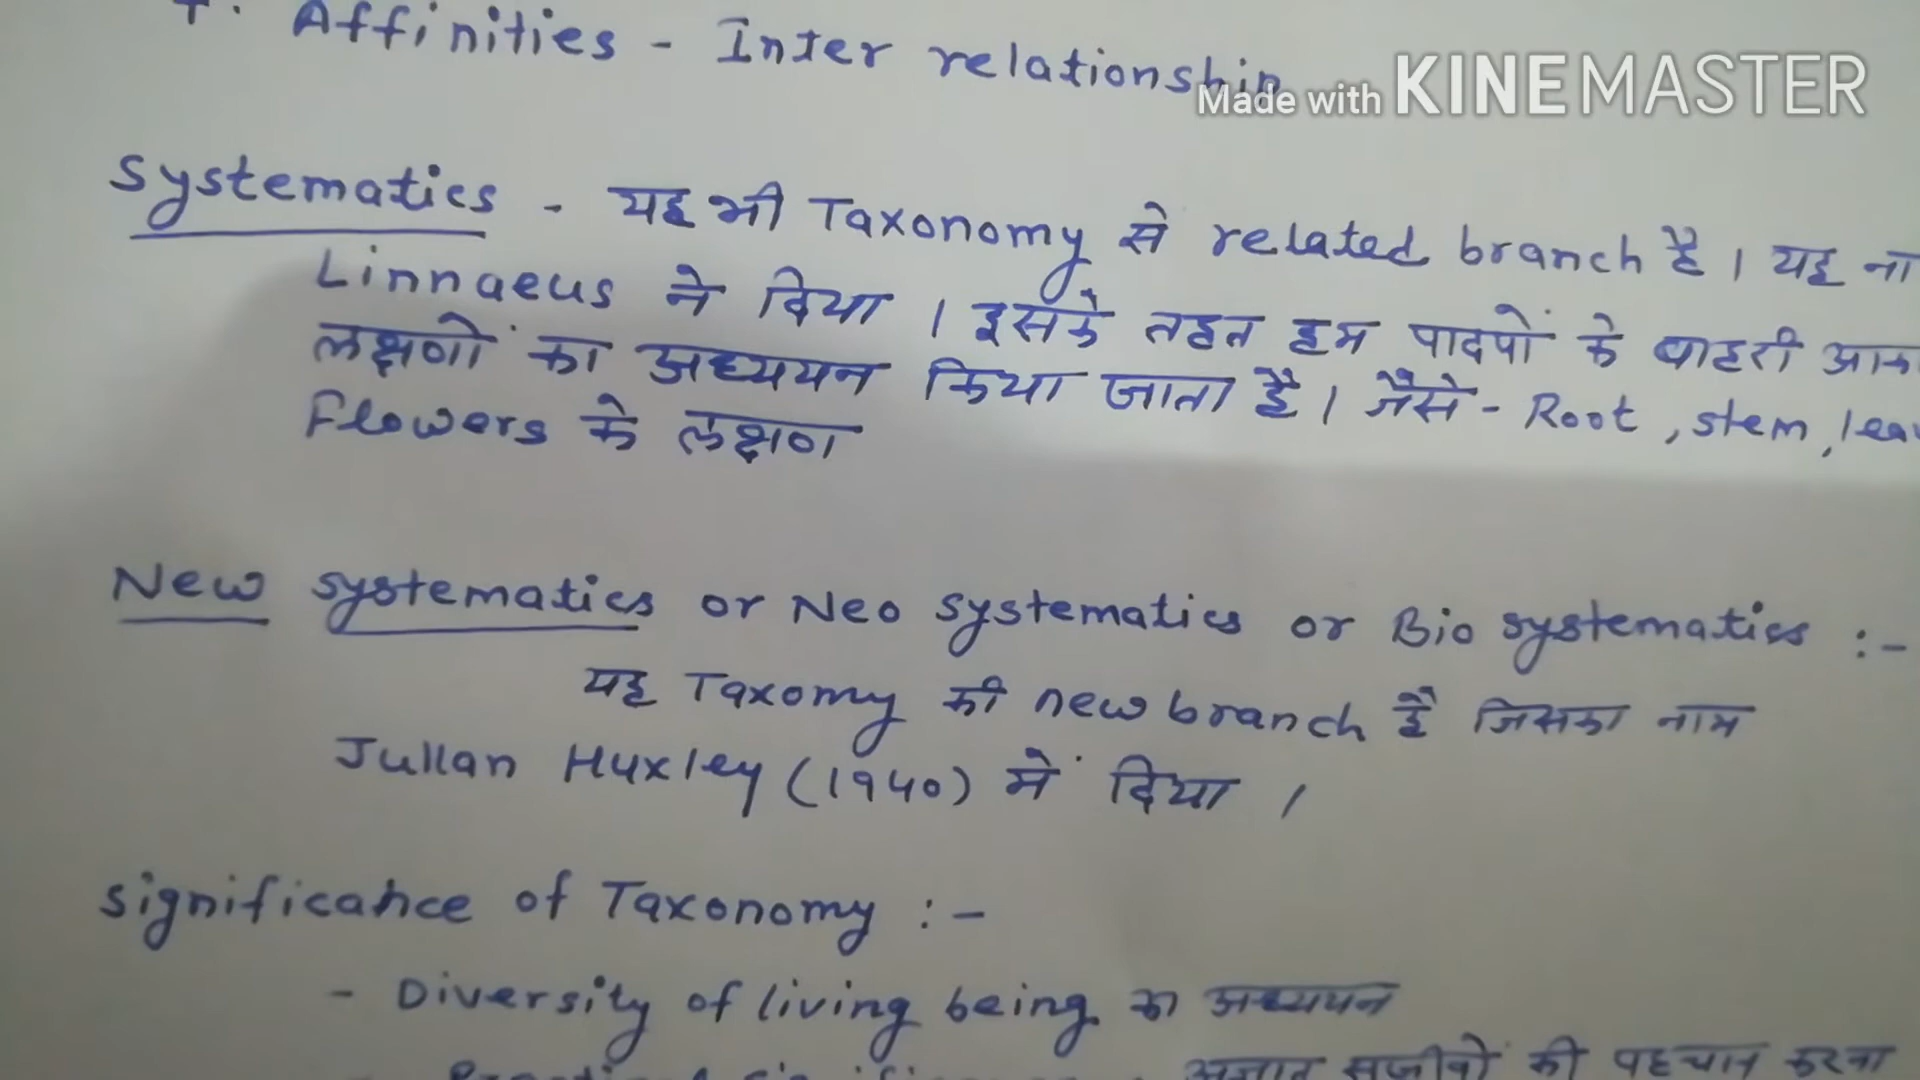 Affinities - Inter relationship
Made with KINEMASTER
Systematics - यह भी Taxonomy से related branch है । यह ना
Linnaeus ने दिया । इसके तहत हम पादपों के बाहरी आका
लक्षणों का अध्ययन किया जाता है । जैसे - Root, stem, leav
Flowers के लक्षण
New systematics or Neo systematics or Bio systematics :-
यह Taxomy की new branch है जिसका नाम
Jullan Huxley (1940) में दिया ।
Significance of Taxonomy :-
- Diversity of living being का अध्ययन
अज्ञात सजीवों की पहचान करना